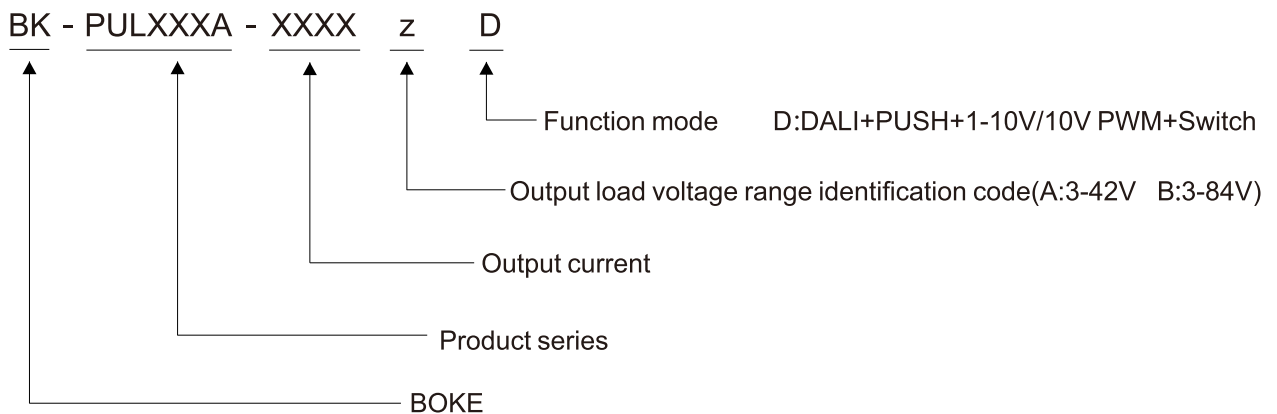 BK - PULXXXA - XXXX z D
Function mode D:DALI+PUSH+1-10V/10V PWM+Switch
Output load voltage range identification code(A:3-42V B:3-84V)
Output current
Product series
BOKE